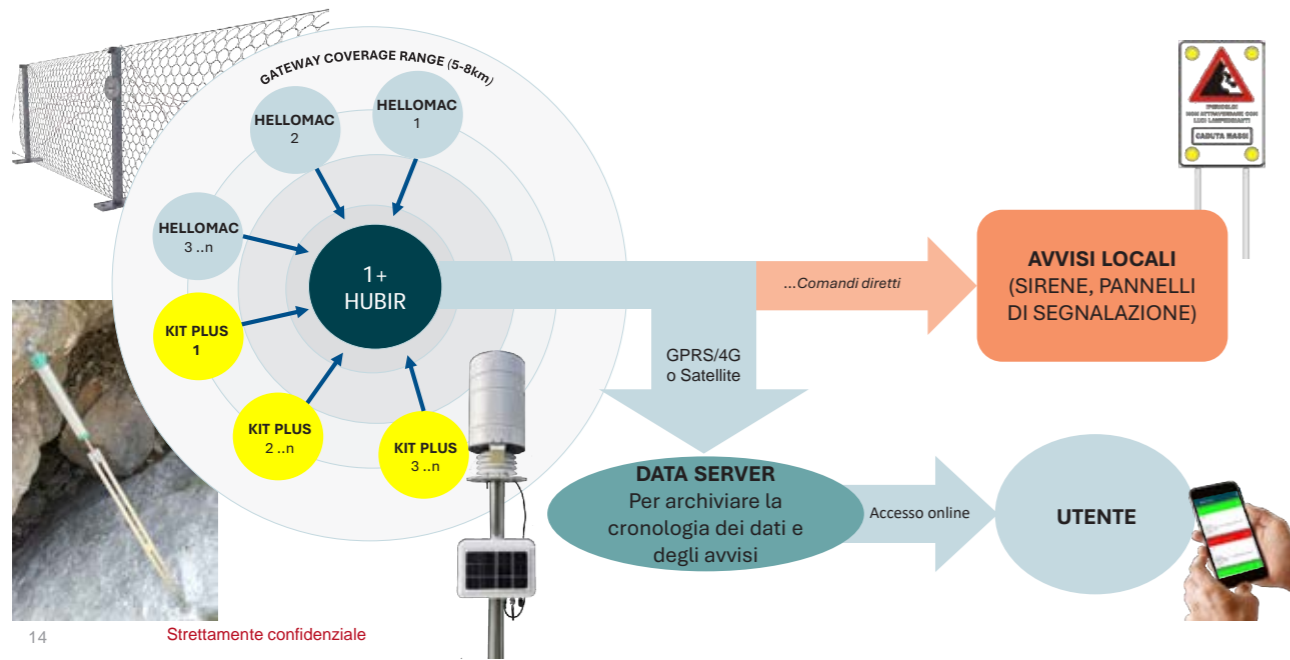 GATEWAY COVERAGE RANGE (5-8km)
HELLOMAC
1
HELLOMAC
2
HELLOMAC
3 ..n
KIT PLUS
1
KIT PLUS
2 ..n
KIT PLUS
3 ..n
1+
HUBIR
...Comandi diretti
AVVISI LOCALI
(SIRENE, PANNELLI
DI SEGNALAZIONE)
CADUTA MASSI
GPRS/4G
o Satellite
DATA SERVER
Per archiviare la
cronologia dei dati e
degli avvisi
Accesso online
UTENTE
14
Strettamente confidenziale